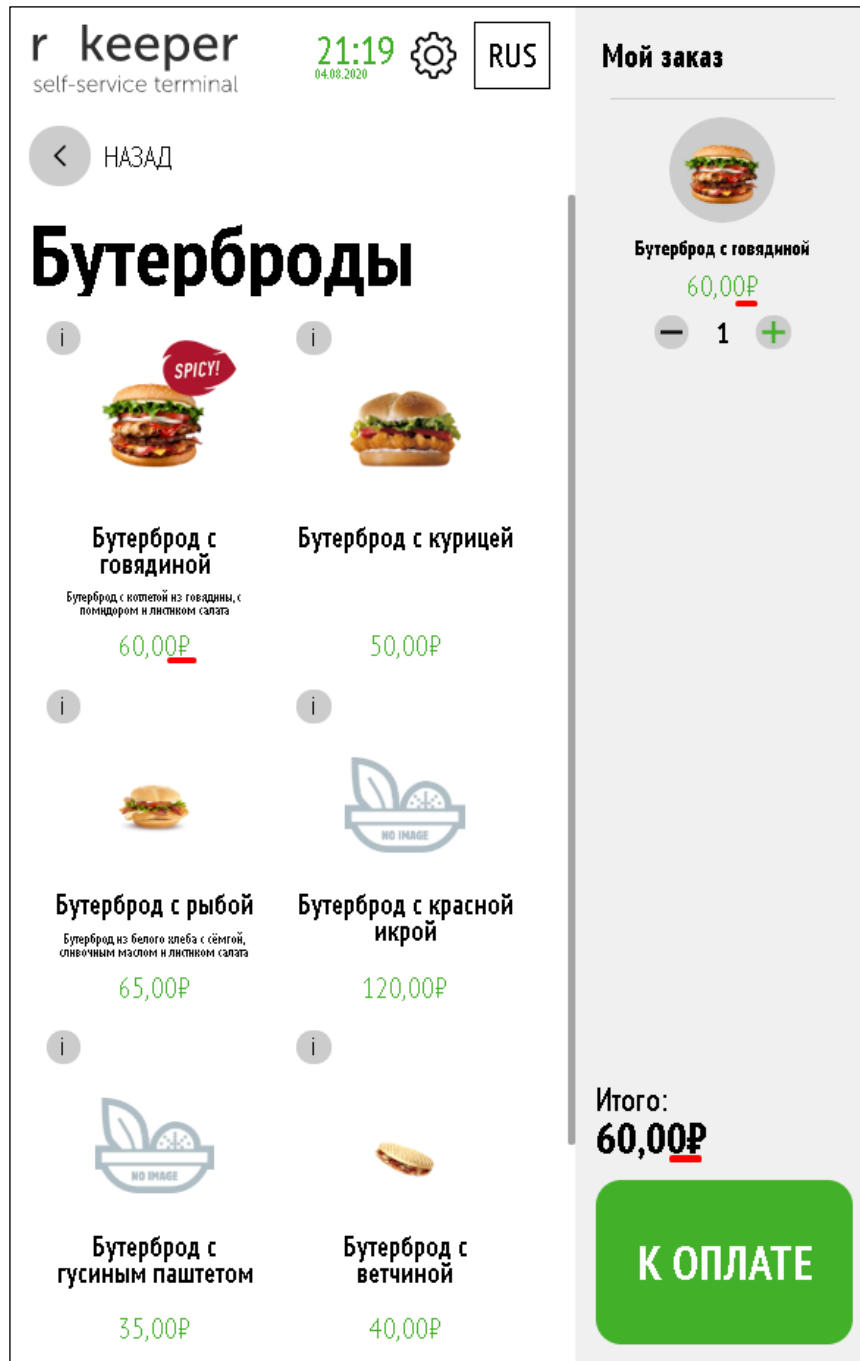 r keeper
self-service terminal
21:19
04.08.2020
RUS
НАЗАД
Бутерброды
i
SPICY!
i
Бутерброд с
говядиной
Бутерброд с котлетой из говядины, с
помидором и листиком салата
60,00₽
Бутерброд с курицей
50,00₽
i
Бутерброд с рыбой
Бутерброд из белого хлеба с сёмгой,
сливочным маслом и листиком салата
65,00₽
i
NO IMAGE
Бутерброд с красной
икрой
120,00₽
i
NO IMAGE
Бутерброд с
гусиным паштетом
35,00₽
i
Бутерброд с
ветчиной
40,00₽
Мой заказ
Бутерброд с говядиной
60,00₽
1
Итого:
60,00₽
К ОПЛАТЕ